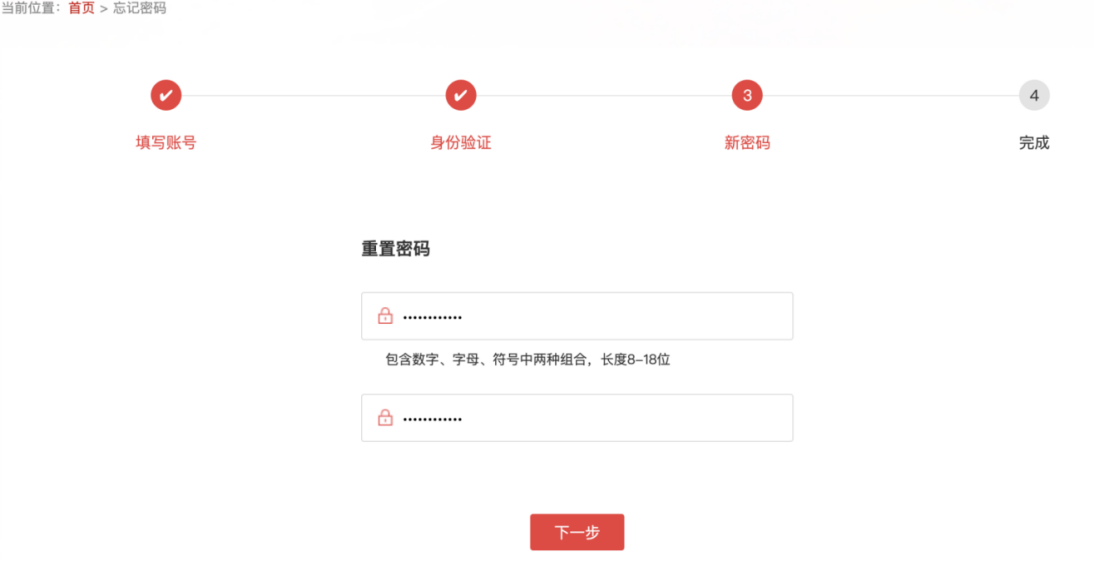 当前位置：首页 > 忘记密码
✔ ✔ 3 4
填写账号 身份验证 新密码 完成
重置密码
••••••••••••
包含数字、字母、符号中两种组合，长度8-18位
••••••••••••
下一步